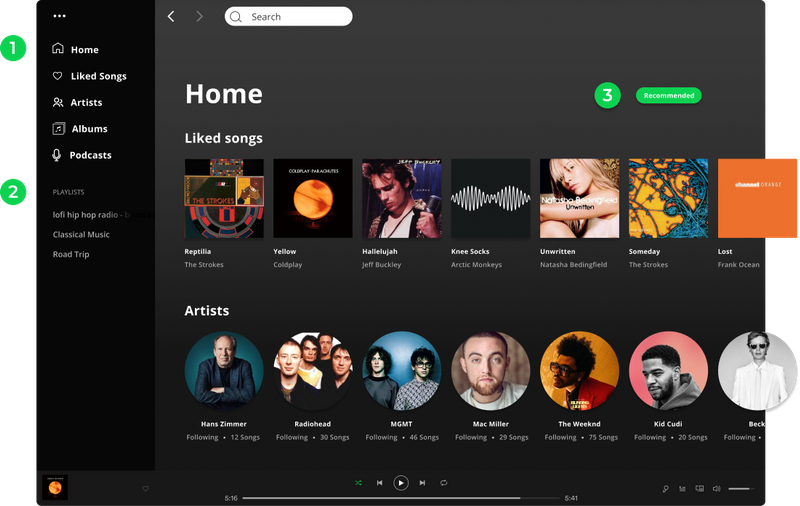 •••
Search
1
Home
Liked Songs
Artists
Albums
Podcasts
2
PLAYLISTS
lofi hip hop radio - b
Classical Music
Road Trip
Home
3
Recommended
Liked songs
THE STROKES
COLDPLAY · PARACHUTES
JEFF BUCKLEY
GRACE
Natasha Bedingfield
Unwritten
channel ORANGE
Reptilia
Yellow
Hallelujah
Knee Socks
Unwritten
Someday
Lost
The Strokes
Coldplay
Jeff Buckley
Arctic Monkeys
Natasha Bedingfield
The Strokes
Frank Ocean
Artists
Hans Zimmer
Radiohead
MGMT
Mac Miller
The Weeknd
Kid Cudi
Beck
Following • 12 Songs
Following • 30 Songs
Following • 46 Songs
Following • 29 Songs
Following • 75 Songs
Following • 20 Songs
Following •
5:16
5:41